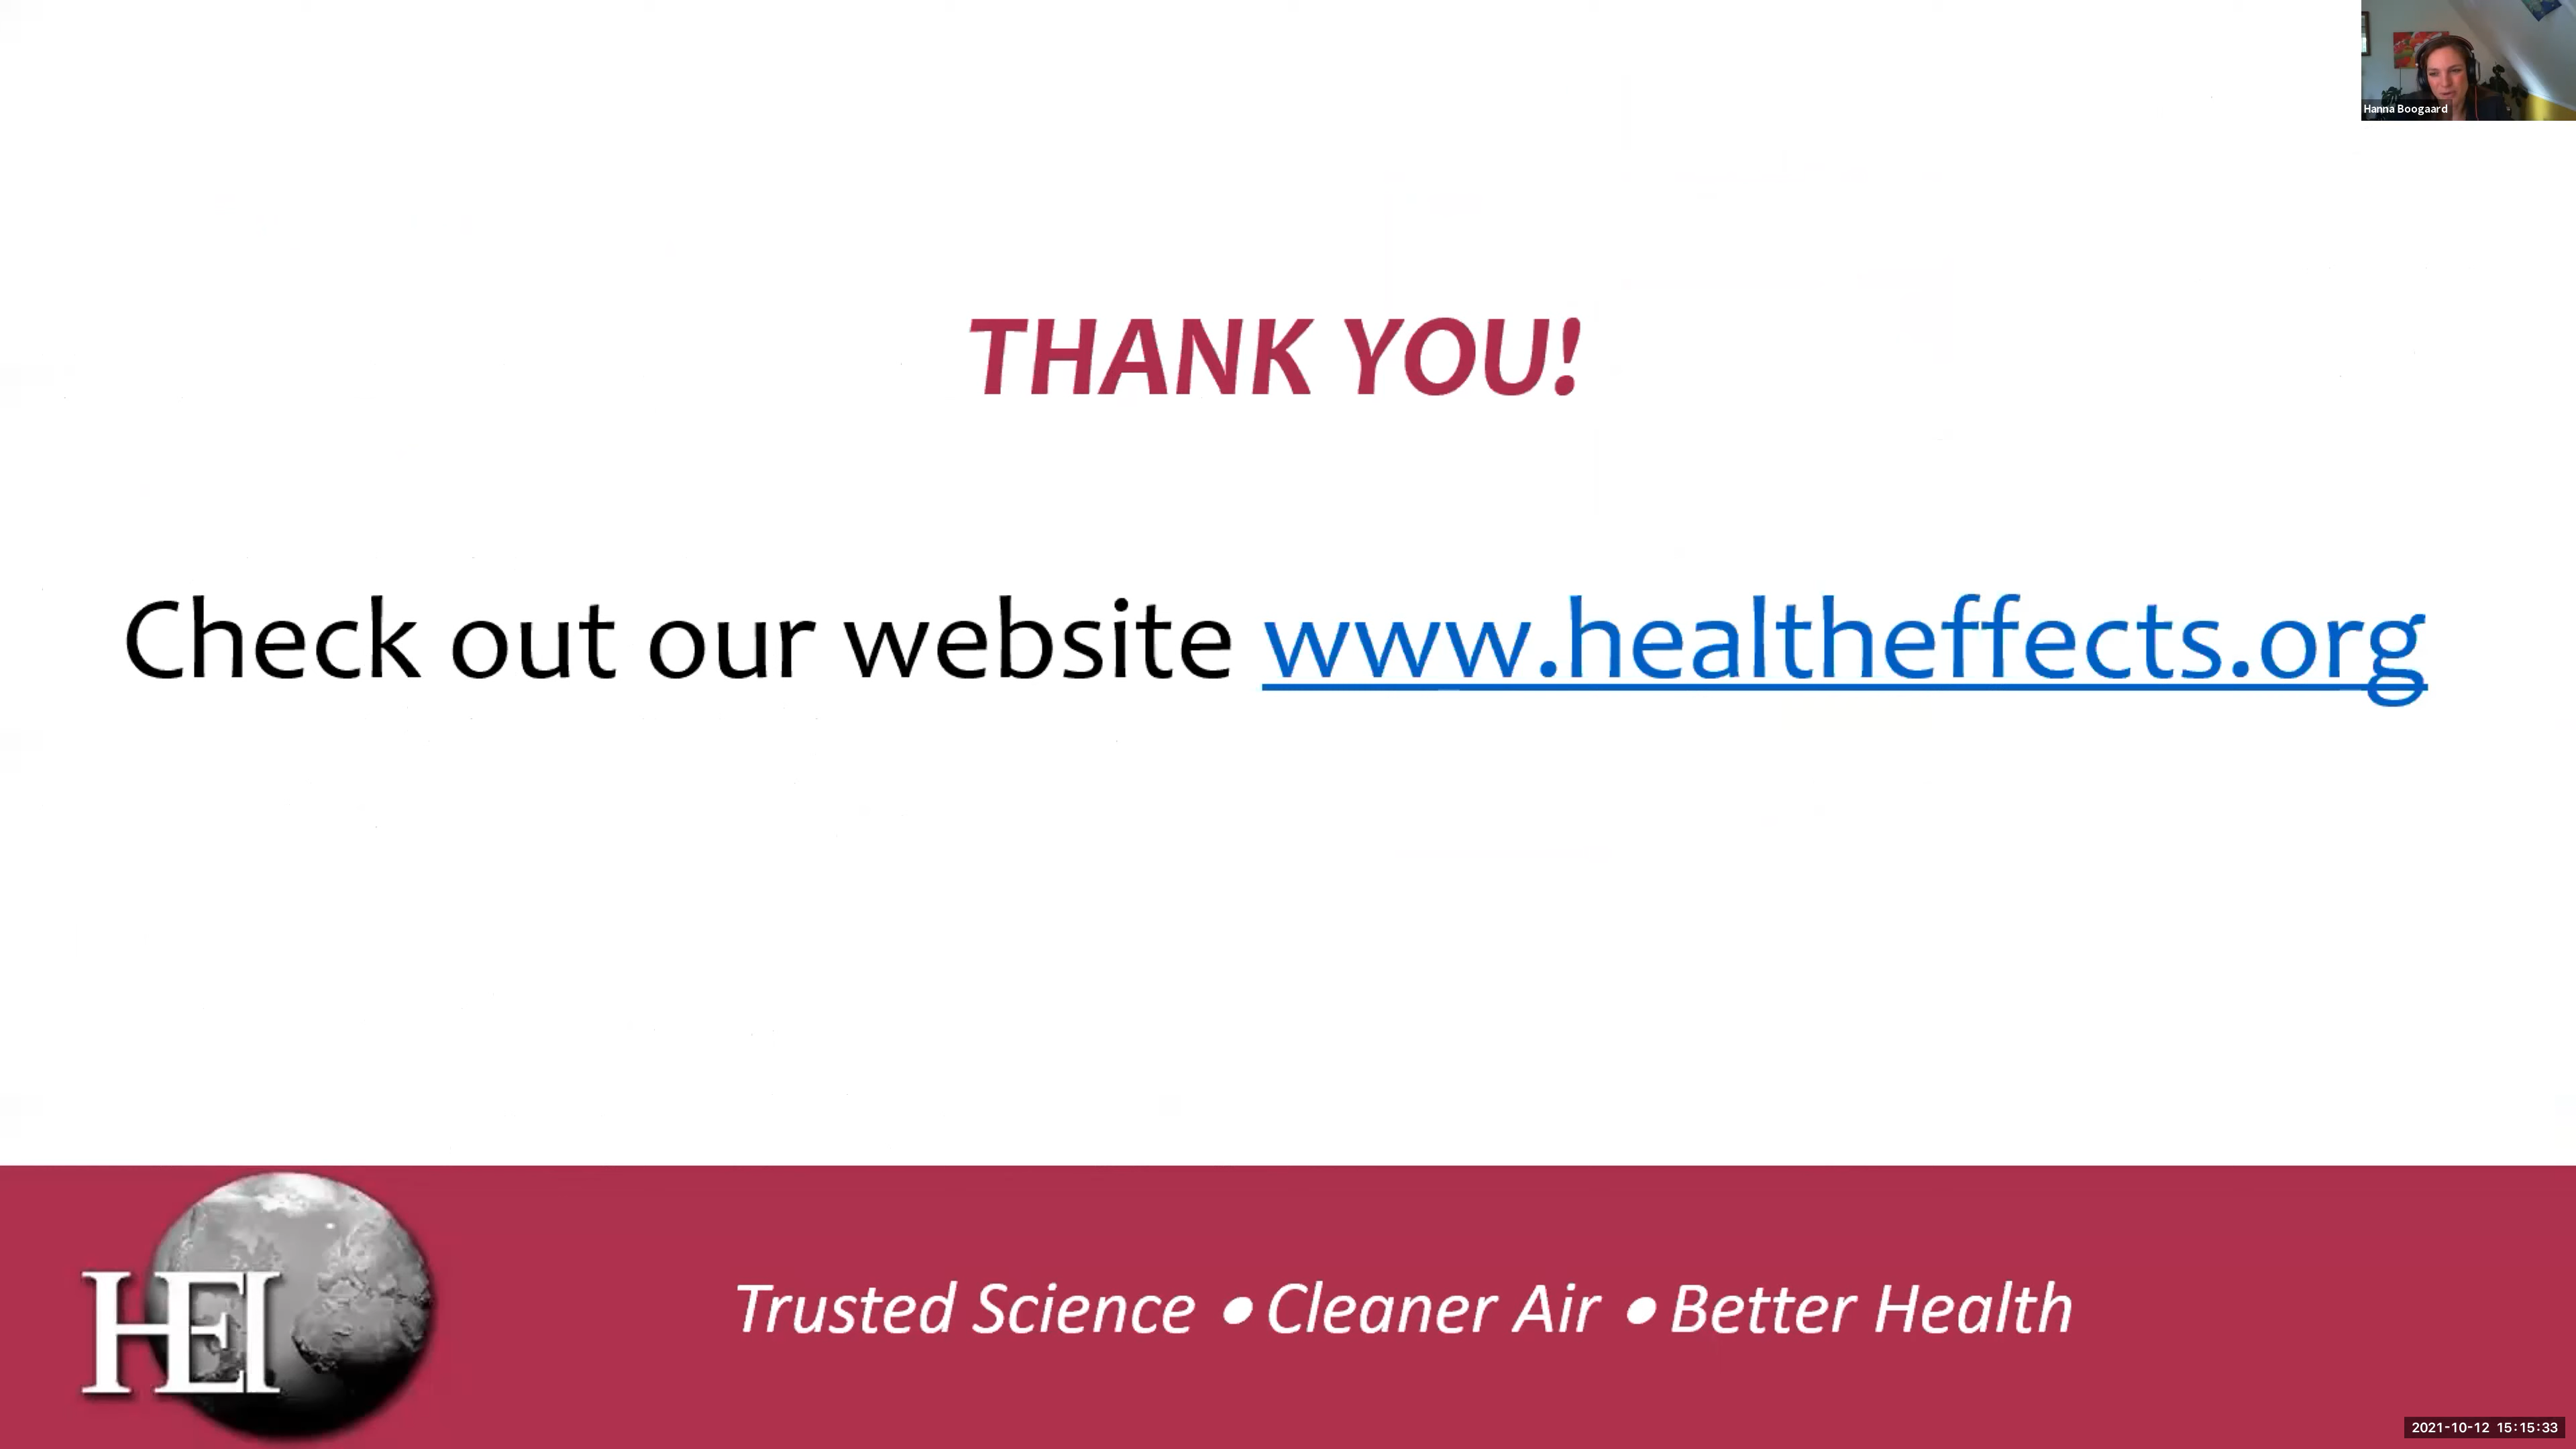 Hanna Boogaard
THANK YOU!
Check out our website www.healtheffects.org
HEI
Trusted Science ● Cleaner Air ● Better Health
2021-10-12 15:15:33